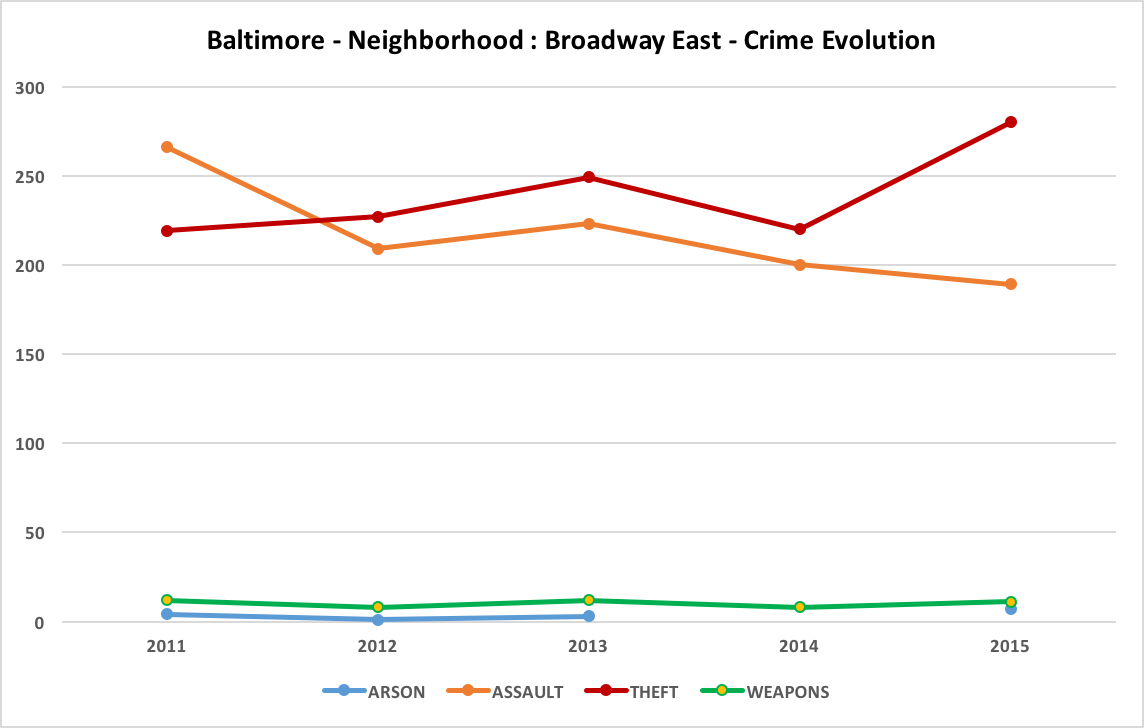 Baltimore - Neighborhood : Broadway East - Crime Evolution
300
250
200
150
100
50
0
2011 2012 2013 2014 2015
ARSON ASSAULT THEFT WEAPONS